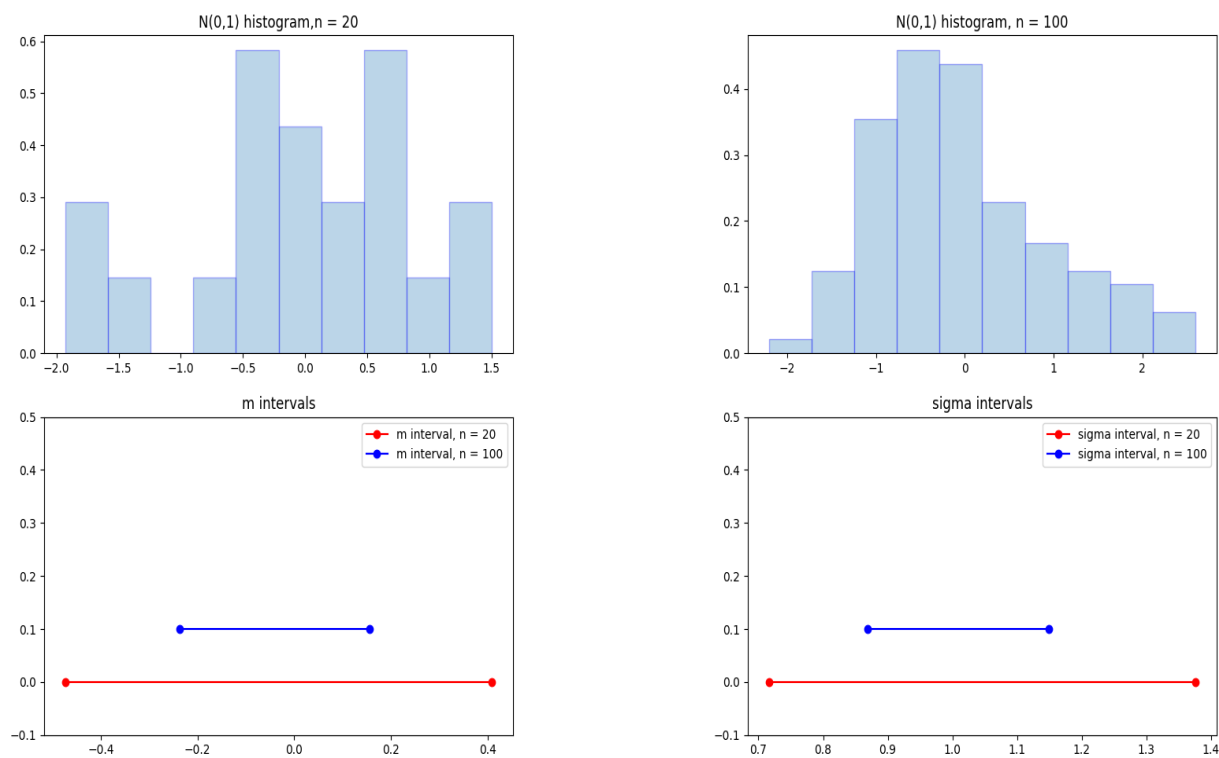 N(0,1) histogram,n = 20
0.6
0.5
0.4
0.3
0.2
0.1
0.0
−2.0 −1.5 −1.0 −0.5 0.0 0.5 1.0 1.5
N(0,1) histogram, n = 100
0.4
0.3
0.2
0.1
0.0
−2 −1 0 1 2
m intervals
0.5
0.4
0.3
0.2
0.1
0.0
−0.1
−0.4 −0.2 0.0 0.2 0.4
m interval, n = 20
m interval, n = 100
sigma intervals
0.5
0.4
0.3
0.2
0.1
0.0
−0.1
0.7 0.8 0.9 1.0 1.1 1.2 1.3 1.4
sigma interval, n = 20
sigma interval, n = 100